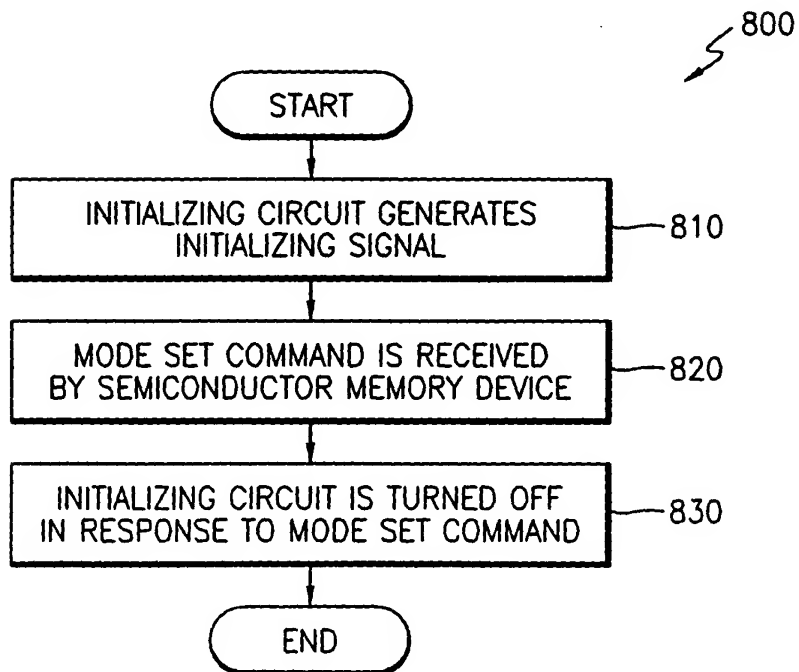 800
START
INITIALIZING CIRCUIT GENERATES
INITIALIZING SIGNAL
810
MODE SET COMMAND IS RECEIVED
BY SEMICONDUCTOR MEMORY DEVICE
820
INITIALIZING CIRCUIT IS TURNED OFF
IN RESPONSE TO MODE SET COMMAND
830
END